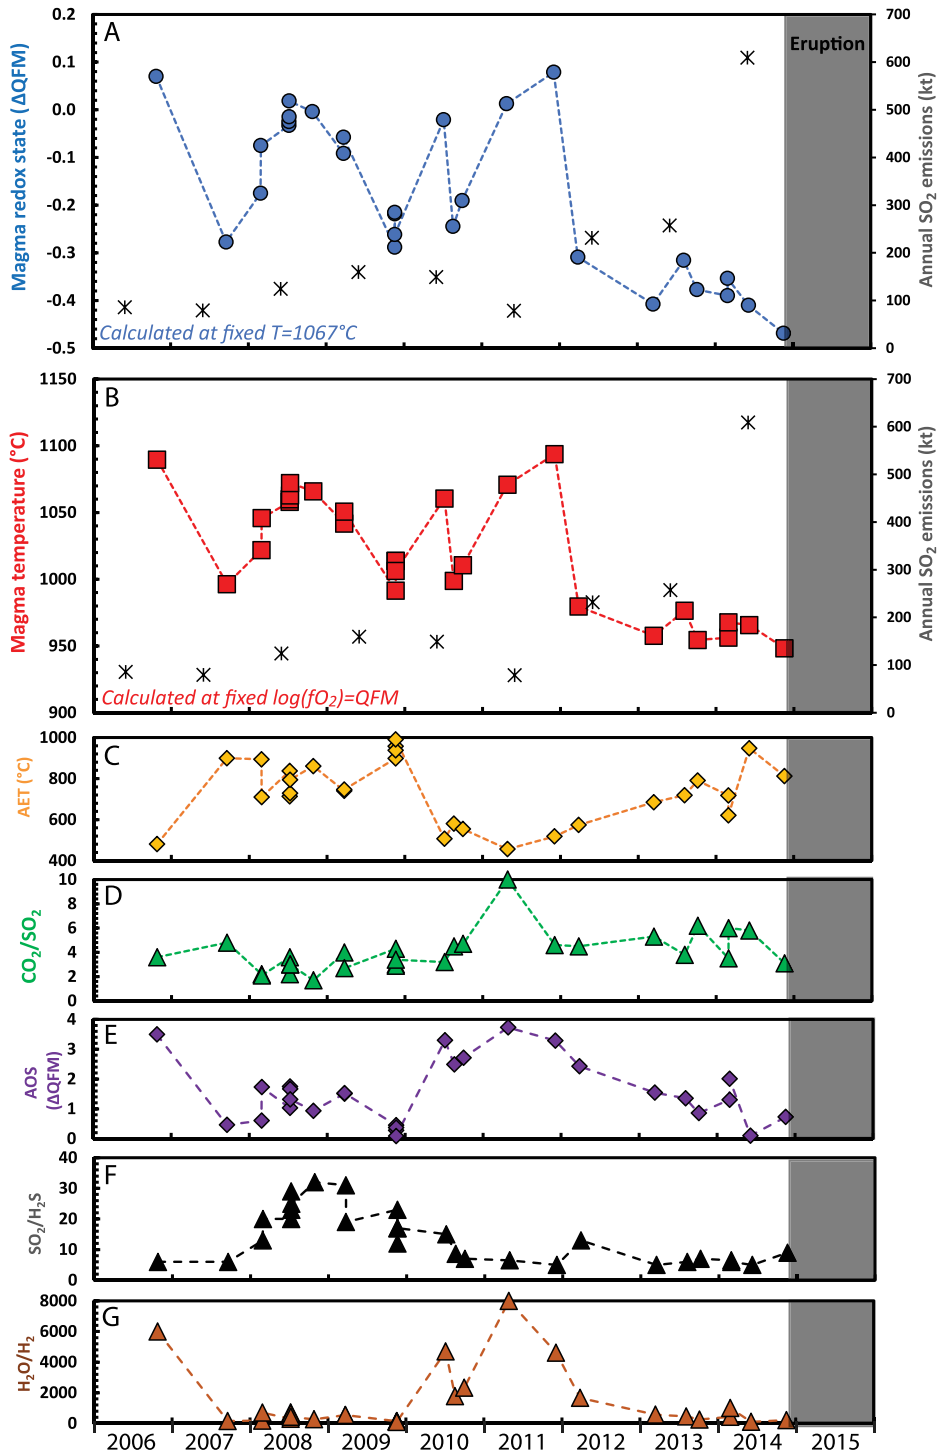 A
Magma redox state (ΔQFM)
0.2
0.1
0.0
-0.1
-0.2
-0.3
-0.4
-0.5
Eruption
700
600
500
400
300
200
100
0
Annual SO2 emissions (kt)
Calculated at fixed T=1067°C
B
Magma temperature (°C)
1150
1100
1050
1000
950
900
700
600
500
400
300
200
100
0
Annual SO2 emissions (kt)
Calculated at fixed log(fO2)=QFM
C
AET (°C)
1000
800
600
400
D
CO2/SO2
10
8
6
4
2
0
E
AOS
(ΔQFM)
4
3
2
1
0
F
SO2/H2S
40
30
20
10
0
G
H2O/H2
8000
6000
4000
2000
0
2006 2007 2008 2009 2010 2011 2012 2013 2014 2015